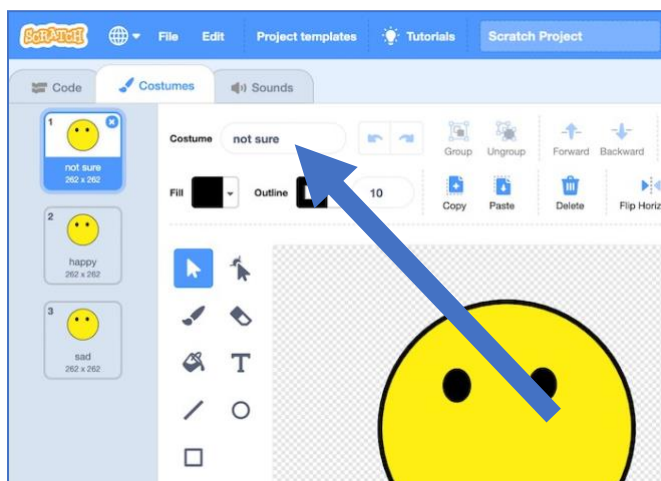 SCRATCH File Edit Project templates Tutorials Scratch Project
Code Costumes Sounds
1
not sure
262 x 262
2
happy
262 x 262
3
sad
262 x 262
Costume not sure
Group Ungroup Forward Backward
Fill Outline 10
Copy Paste Delete Flip Horiz
T